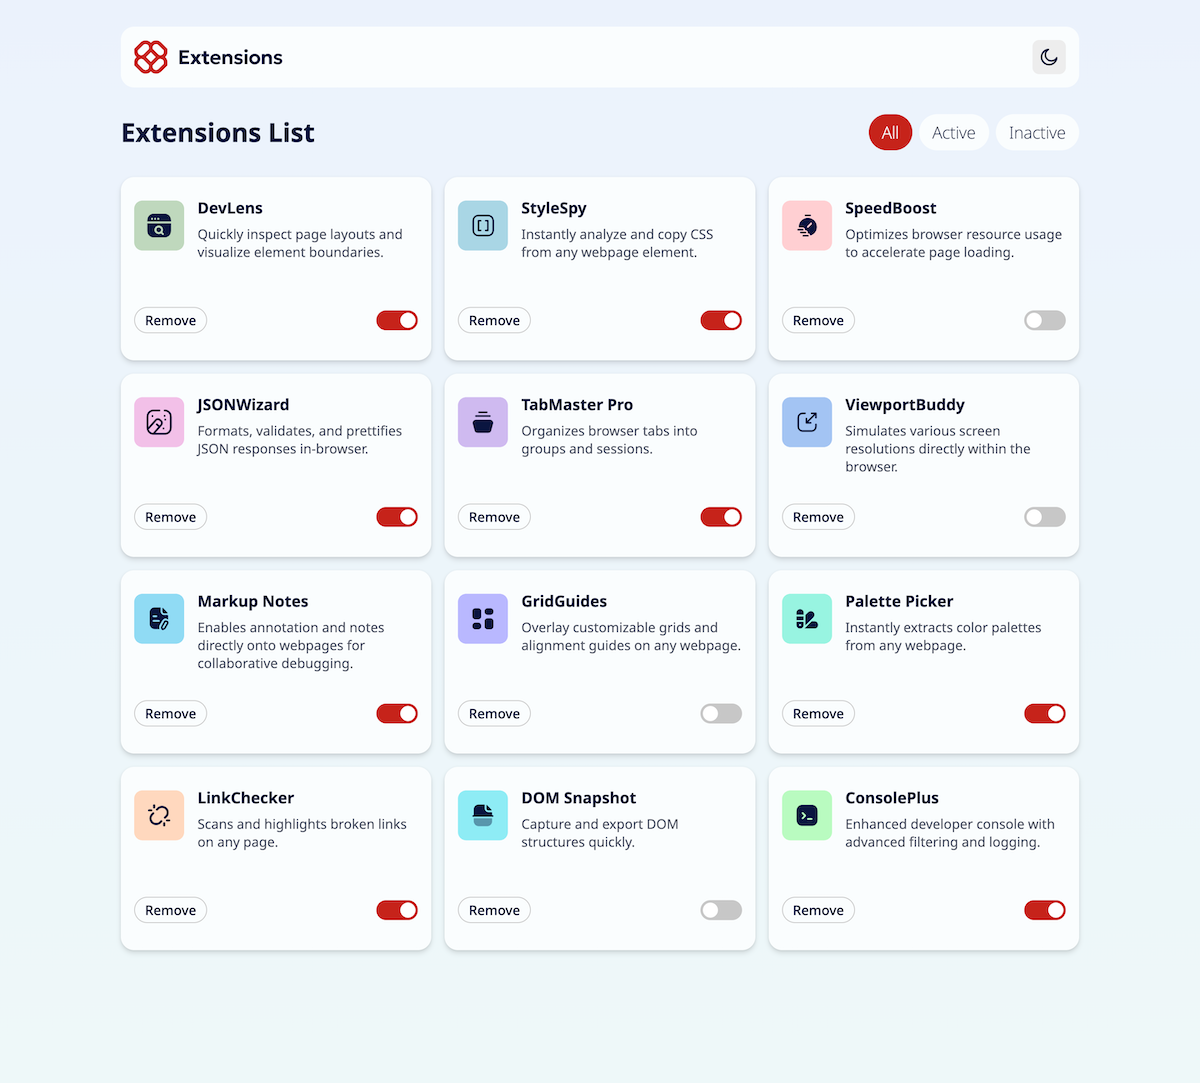 Extensions
Extensions List
All
Active
Inactive
DevLens
Quickly inspect page layouts and
visualize element boundaries.
Remove
StyleSpy
Instantly analyze and copy CSS
from any webpage element.
Remove
SpeedBoost
Optimizes browser resource usage
to accelerate page loading.
Remove
JSONWizard
Formats, validates, and prettifies
JSON responses in-browser.
Remove
TabMaster Pro
Organizes browser tabs into
groups and sessions.
Remove
ViewportBuddy
Simulates various screen
resolutions directly within the
browser.
Remove
Markup Notes
Enables annotation and notes
directly onto webpages for
collaborative debugging.
Remove
GridGuides
Overlay customizable grids and
alignment guides on any webpage.
Remove
Palette Picker
Instantly extracts color palettes
from any webpage.
Remove
LinkChecker
Scans and highlights broken links
on any page.
Remove
DOM Snapshot
Capture and export DOM
structures quickly.
Remove
ConsolePlus
Enhanced developer console with
advanced filtering and logging.
Remove